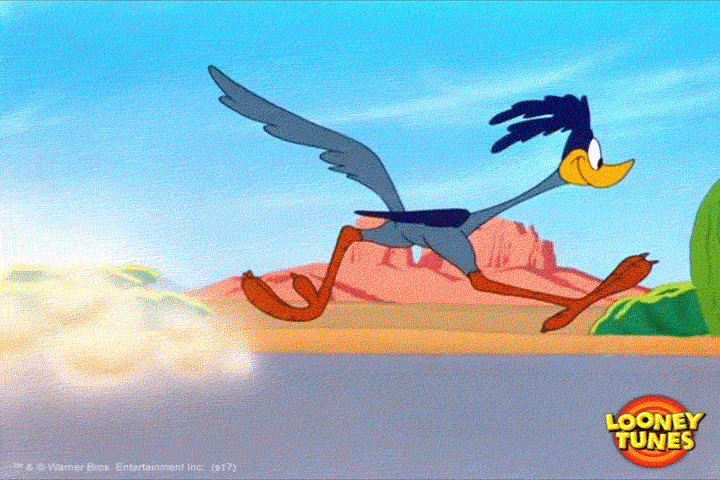 LOONEY
TUNES
™ & © Warner Bros. Entertainment Inc. (s17)